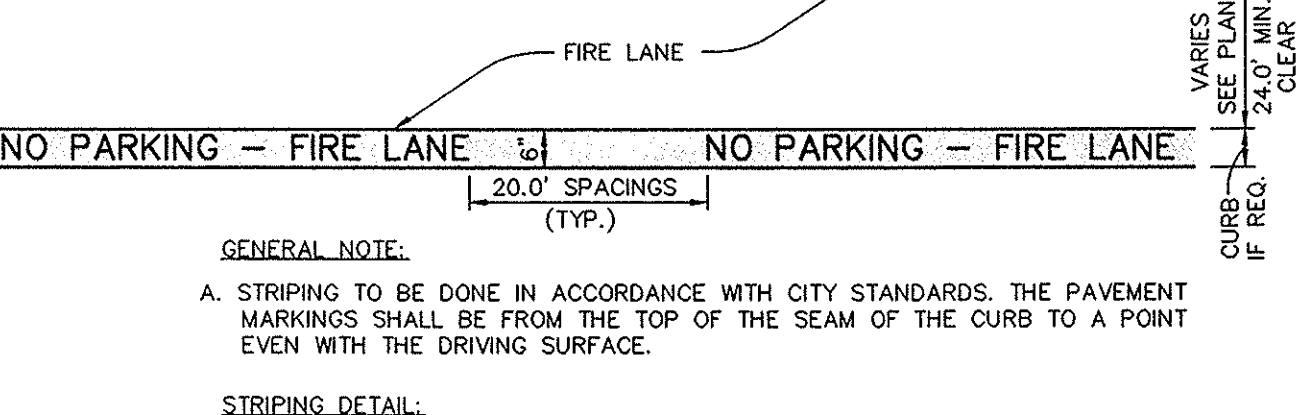 FIRE LANE
VARIES
SEE PLAN
24.0' MIN.
CLEAR
NO PARKING – FIRE LANE 6" NO PARKING – FIRE LANE
20.0' SPACINGS
(TYP.)
CURB
IF REQ.
GENERAL NOTE:
A. STRIPING TO BE DONE IN ACCORDANCE WITH CITY STANDARDS. THE PAVEMENT
MARKINGS SHALL BE FROM THE TOP OF THE SEAM OF THE CURB TO A POINT
EVEN WITH THE DRIVING SURFACE.
STRIPING DETAIL: